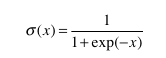 σ(x) = 1 / (1 + exp(−x))